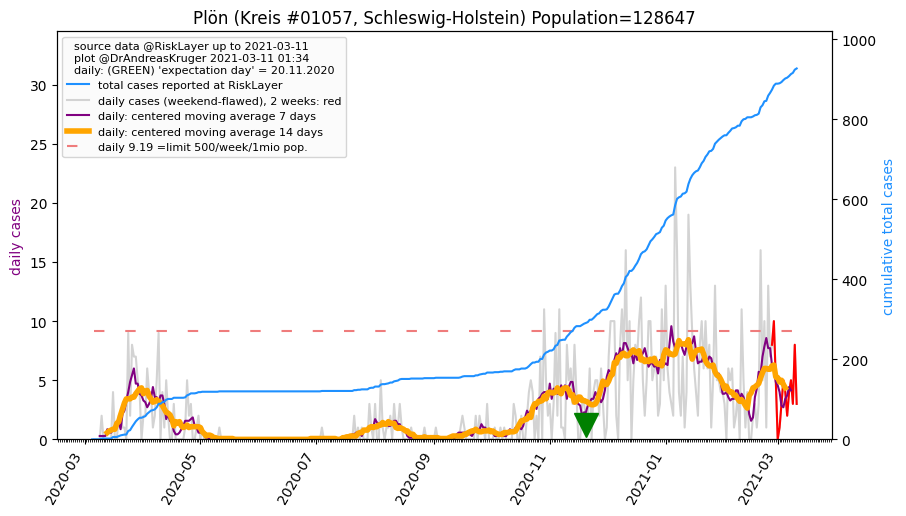 Plön (Kreis #01057, Schleswig-Holstein) Population=128647
source data @RiskLayer up to 2021-03-11
plot @DrAndreasKruger 2021-03-11 01:34
daily: (GREEN) 'expectation day' = 20.11.2020
total cases reported at RiskLayer
daily cases (weekend-flawed), 2 weeks: red
daily: centered moving average 7 days
daily: centered moving average 14 days
daily 9.19 =limit 500/week/1mio pop.
daily cases
30
25
20
15
10
5
0
cumulative total cases
1000
800
600
400
200
0
2020-03
2020-05
2020-07
2020-09
2020-11
2021-01
2021-03